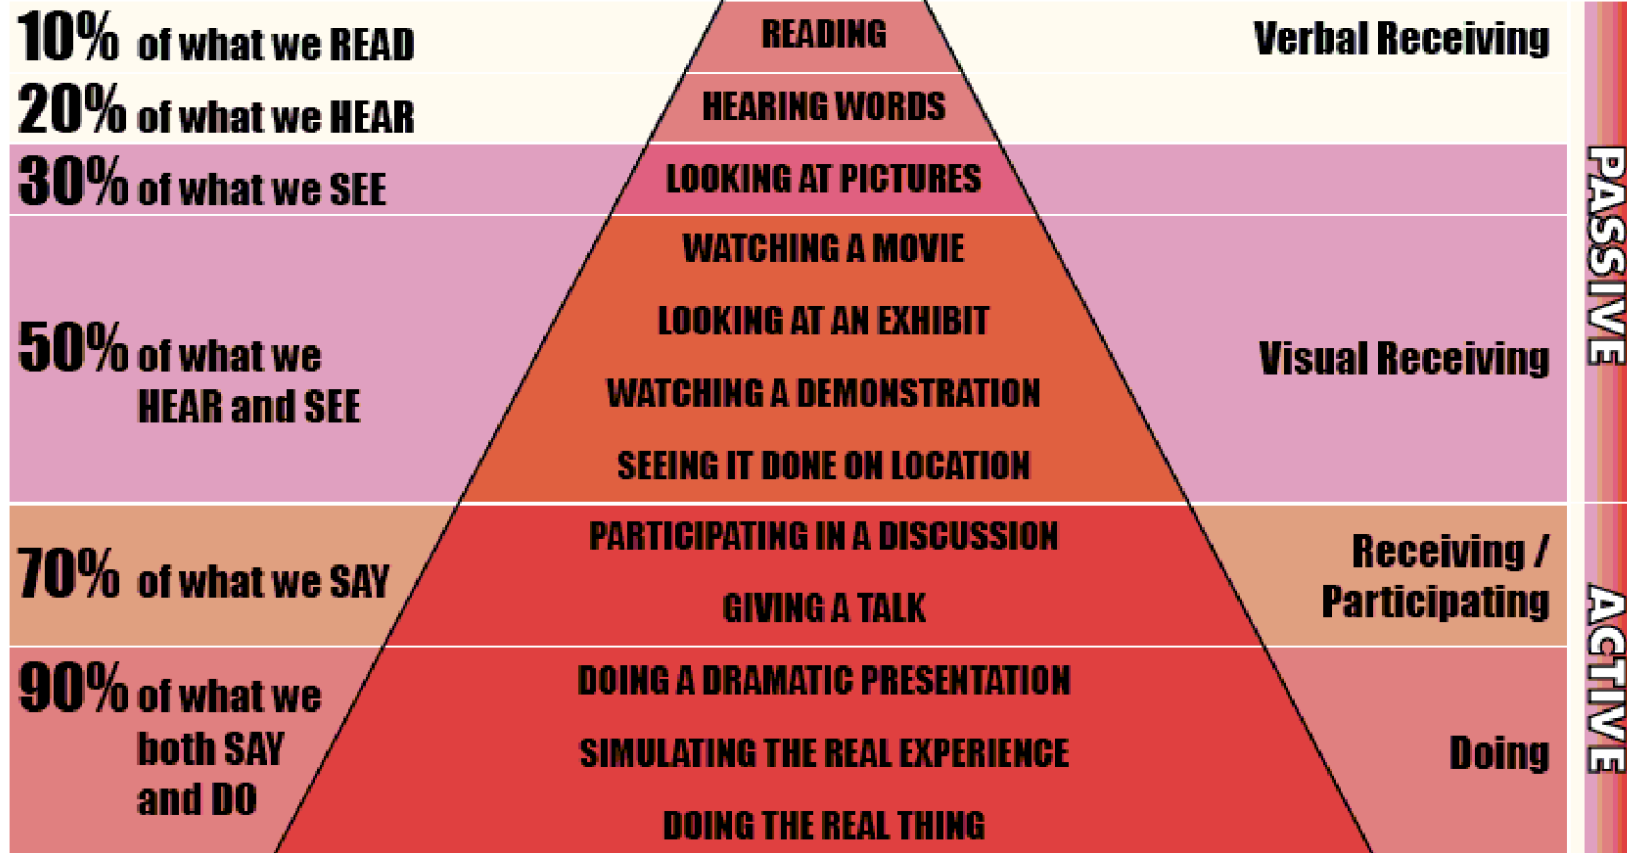 10% of what we READ
READING
Verbal Receiving
20% of what we HEAR
HEARING WORDS
30% of what we SEE
LOOKING AT PICTURES
50% of what we
HEAR and SEE
WATCHING A MOVIE
LOOKING AT AN EXHIBIT
WATCHING A DEMONSTRATION
SEEING IT DONE ON LOCATION
Visual Receiving
PASSIVE
70% of what we SAY
PARTICIPATING IN A DISCUSSION
GIVING A TALK
Receiving /
Participating
90% of what we
both SAY
and DO
DOING A DRAMATIC PRESENTATION
SIMULATING THE REAL EXPERIENCE
DOING THE REAL THING
Doing
ACTIVE